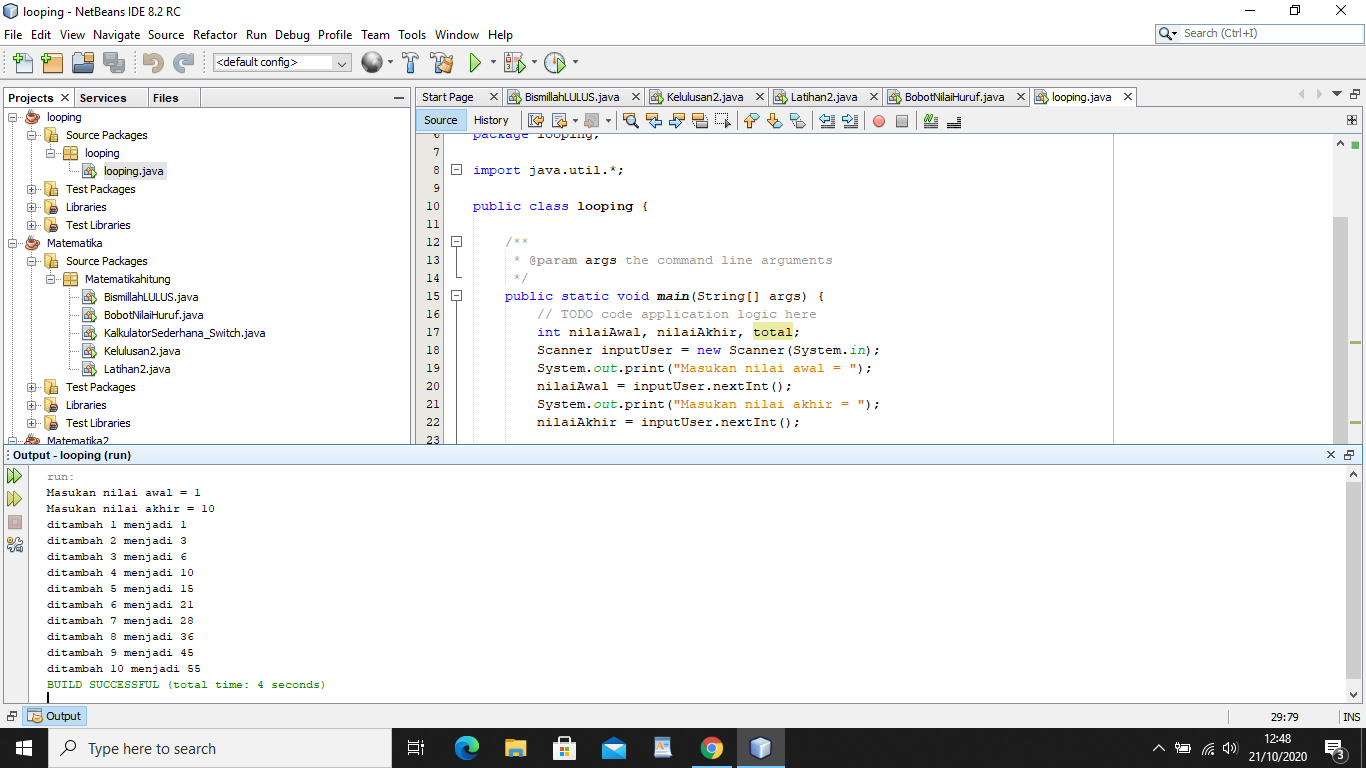 looping - NetBeans IDE 8.2 RC
File Edit View Navigate Source Refactor Run Debug Profile Team Tools Window Help
Search (Ctrl+I)
<default config>
Projects Services Files
Start Page BismillahLULUS.java Kelulusan2.java Latihan2.java BobotNilaiHuruf.java looping.java
looping
Source Packages
looping
looping.java
Test Packages
Libraries
Test Libraries
Matematika
Source Packages
Matematikahitung
BismillahLULUS.java
BobotNilaiHuruf.java
KalkulatorSederhana_Switch.java
Kelulusan2.java
Latihan2.java
Test Packages
Libraries
Test Libraries
Matematika2
Source History
6 package looping;
7
8 import java.util.*;
9
10 public class looping {
11
12 /**
13 * @param args the command line arguments
14 */
15 public static void main(String[] args) {
16 // TODO code application logic here
17 int nilaiAwal, nilaiAkhir, total;
18 Scanner inputUser = new Scanner(System.in);
19 System.out.print("Masukan nilai awal = ");
20 nilaiAwal = inputUser.nextInt();
21 System.out.print("Masukan nilai akhir = ");
22 nilaiAkhir = inputUser.nextInt();
23
Output - looping (run)
run:
Masukan nilai awal = 1
Masukan nilai akhir = 10
ditambah 1 menjadi 1
ditambah 2 menjadi 3
ditambah 3 menjadi 6
ditambah 4 menjadi 10
ditambah 5 menjadi 15
ditambah 6 menjadi 21
ditambah 7 menjadi 28
ditambah 8 menjadi 36
ditambah 9 menjadi 45
ditambah 10 menjadi 55
BUILD SUCCESSFUL (total time: 4 seconds)
Output
29:79 INS
Type here to search
12:48
21/10/2020
3